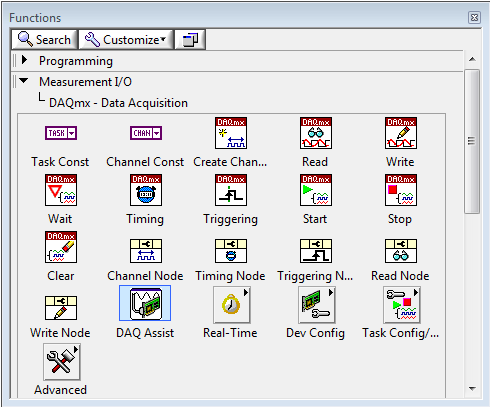 Functions
Search Customize
Programming
Measurement I/O
DAQmx - Data Acquisition
TASK CHAN DAQmx DAQmx DAQmx
Task Const Channel Const Create Chan... Read Write
DAQmx DAQmx DAQmx DAQmx DAQmx
Wait Timing Triggering Start Stop
DAQmx
Clear Channel Node Timing Node Triggering N... Read Node
Write Node DAQ Assist Real-Time Dev Config Task Config/...
Advanced